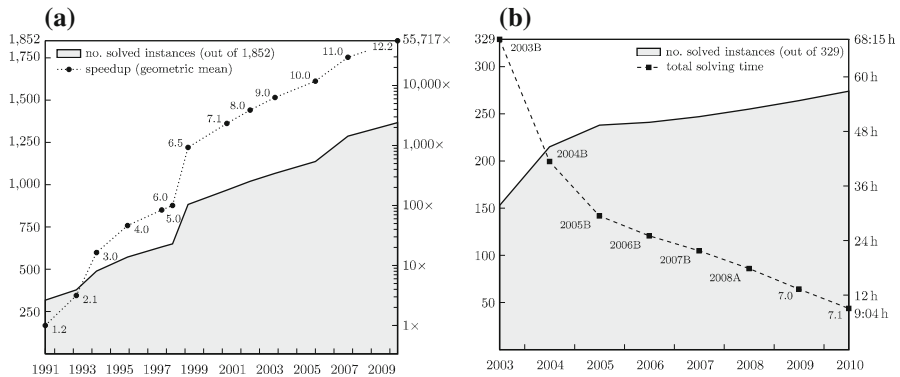 (a)
1,852
1,750
1,500
1,250
1,000
750
500
250
no. solved instances (out of 1,852)
speedup (geometric mean)
1.2
2.1
3.0
4.0
6.0
5.0
6.5
7.1
8.0
9.0
10.0
11.0
12.2
55,717×
10,000×
1,000×
100×
10×
1×
1991 1993 1995 1997 1999 2001 2003 2005 2007 2009
(b)
329
250
200
150
100
50
no. solved instances (out of 329)
total solving time
2003B
2004B
2005B
2006B
2007B
2008A
7.0
7.1
68:15 h
60 h
48 h
36 h
24 h
12 h
9:04 h
2003 2004 2005 2006 2007 2008 2009 2010